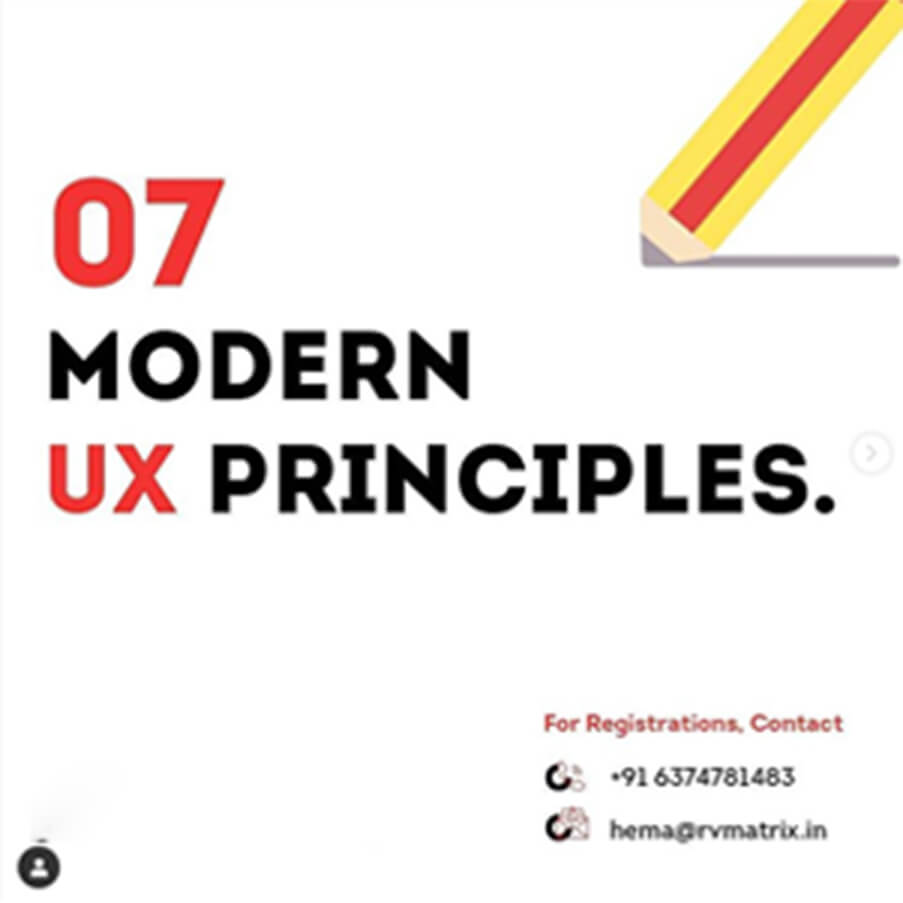 07
MODERN
UX PRINCIPLES.
For Registrations, Contact
+91 6374781483
hema@rvmatrix.in